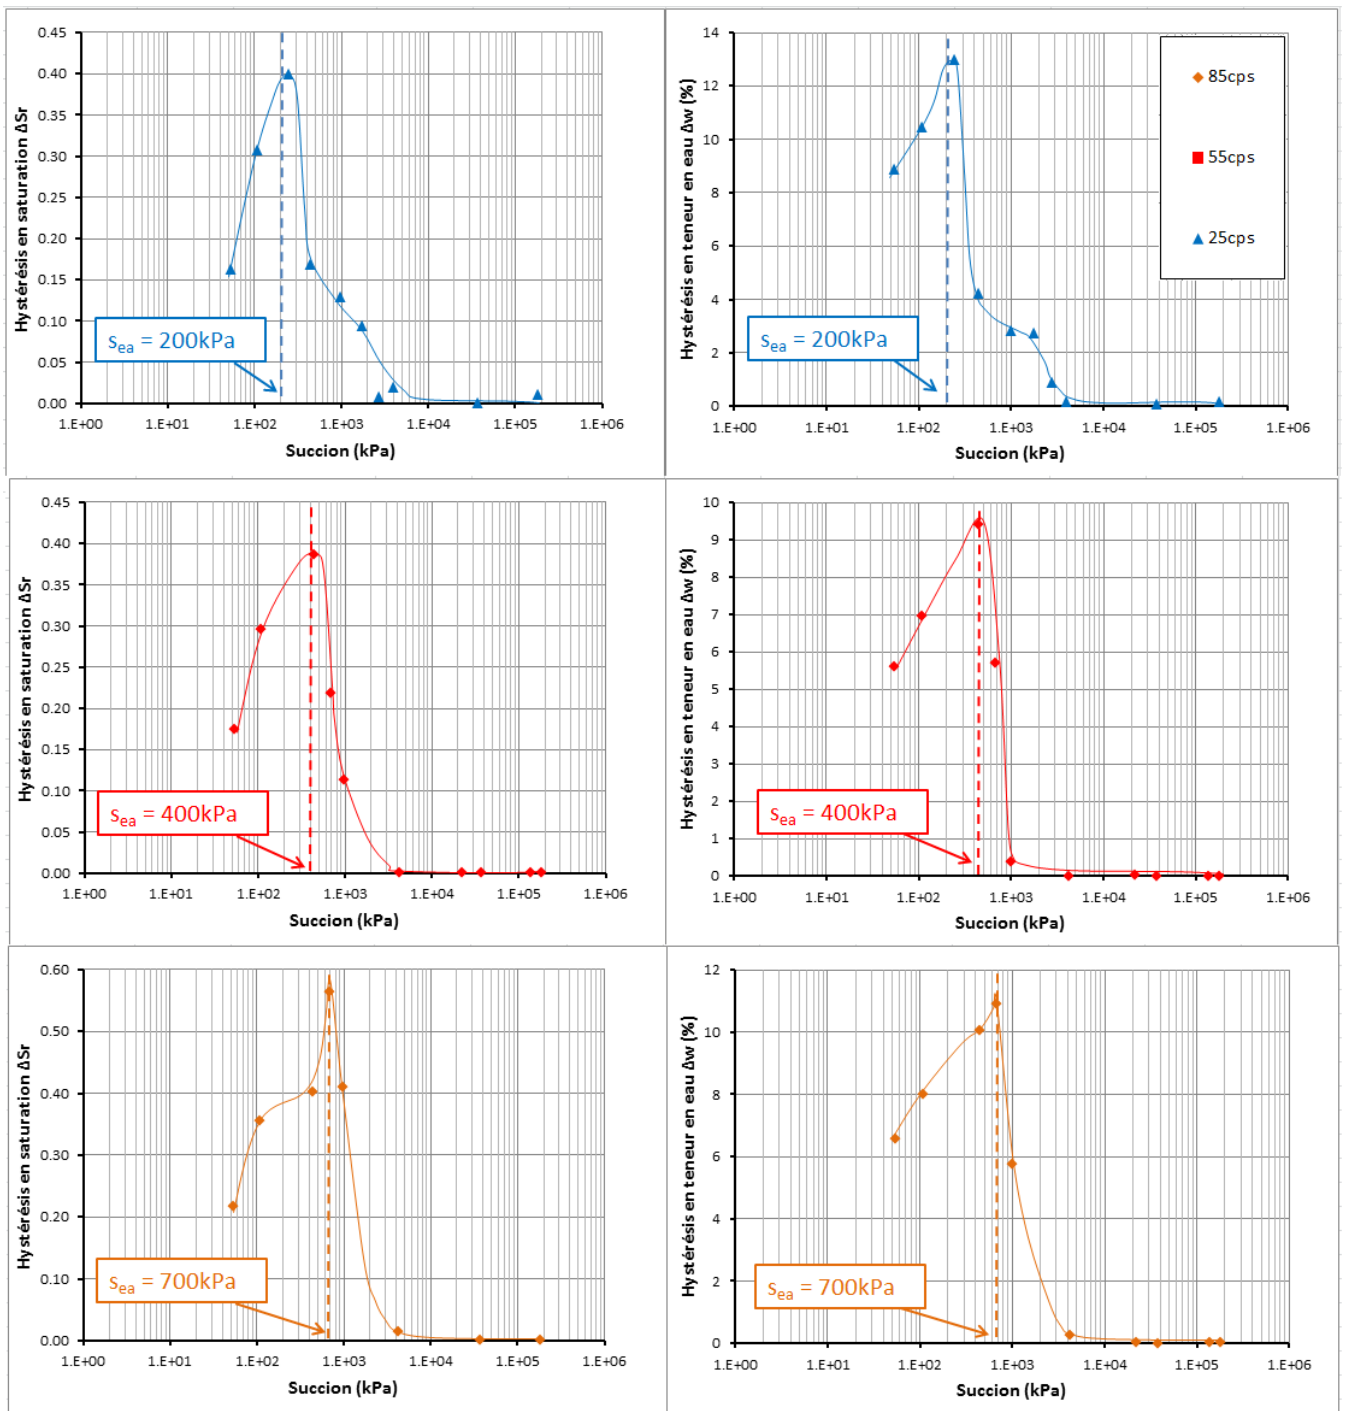 Hystérésis en saturation ΔSr
0.45
0.40
0.35
0.30
0.25
0.20
0.15
0.10
0.05
0.00
sea = 200kPa
1.E+00 1.E+01 1.E+02 1.E+03 1.E+04 1.E+05 1.E+06
Succion (kPa)
Hystérésis en teneur en eau Δw (%)
14
12
10
8
6
4
2
0
85cps
55cps
25cps
sea = 200kPa
1.E+00 1.E+01 1.E+02 1.E+03 1.E+04 1.E+05 1.E+06
Succion (kPa)
Hystérésis en saturation ΔSr
0.45
0.40
0.35
0.30
0.25
0.20
0.15
0.10
0.05
0.00
sea = 400kPa
1.E+00 1.E+01 1.E+02 1.E+03 1.E+04 1.E+05 1.E+06
Succion (kPa)
Hystérésis en teneur en eau Δw (%)
10
9
8
7
6
5
4
3
2
1
0
sea = 400kPa
1.E+00 1.E+01 1.E+02 1.E+03 1.E+04 1.E+05 1.E+06
Succion (kPa)
Hystérésis en saturation ΔSr
0.60
0.50
0.40
0.30
0.20
0.10
0.00
sea = 700kPa
1.E+00 1.E+01 1.E+02 1.E+03 1.E+04 1.E+05 1.E+06
Succion (kPa)
Hystérésis en teneur en eau Δw (%)
12
10
8
6
4
2
0
sea = 700kPa
1.E+00 1.E+01 1.E+02 1.E+03 1.E+04 1.E+05 1.E+06
Succion (kPa)